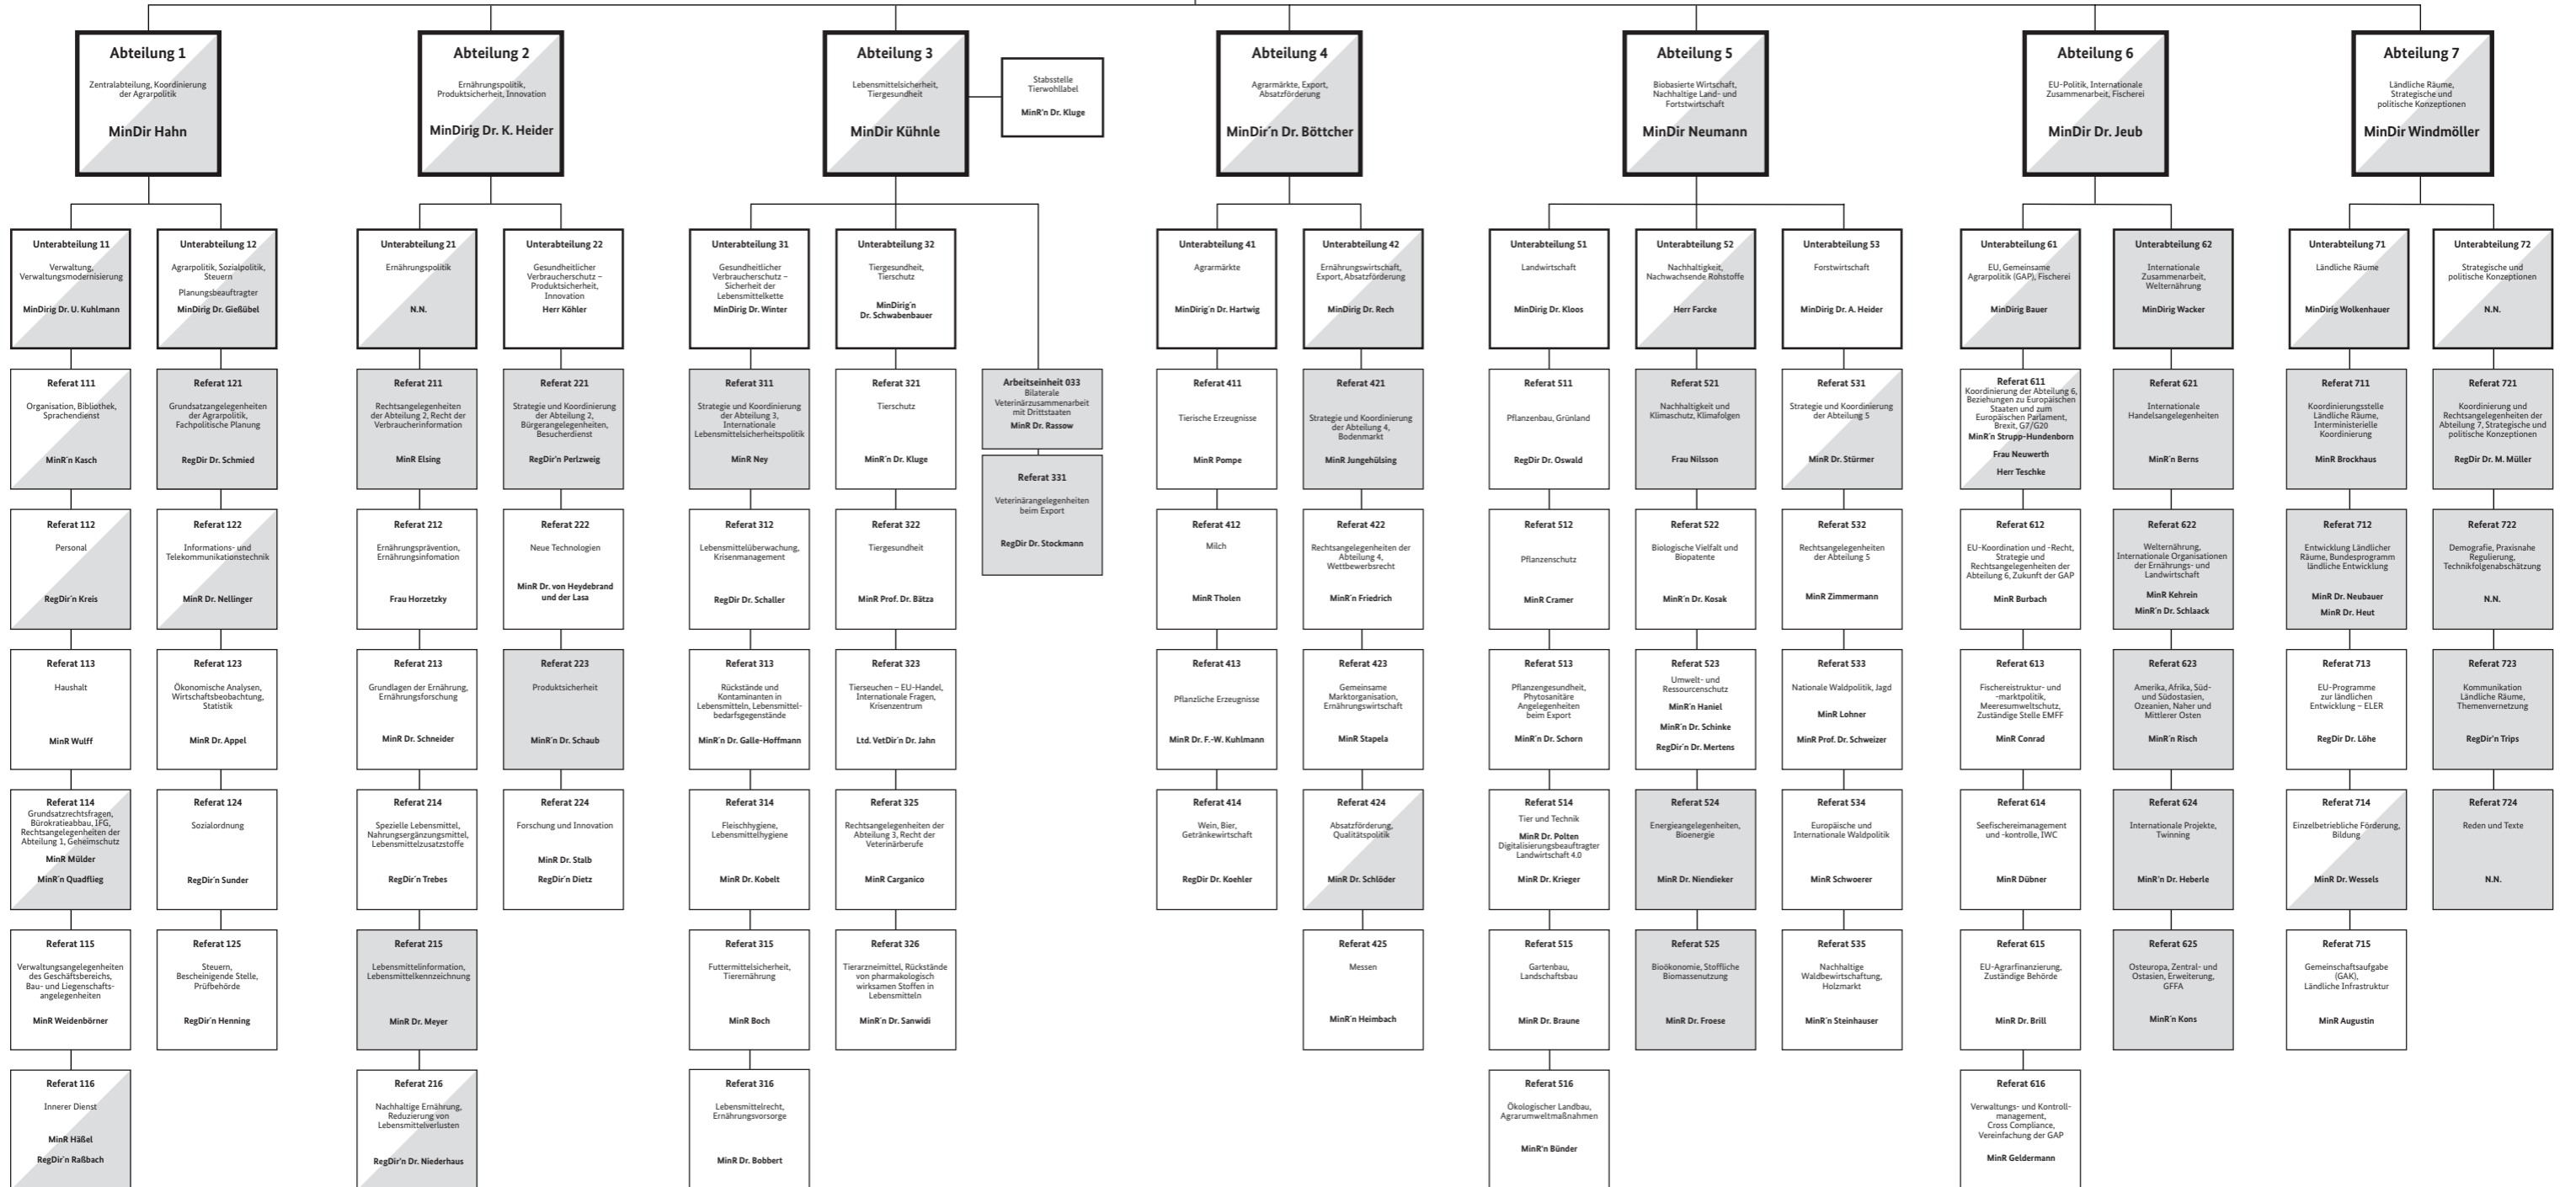 Abteilung 1
Zentralabteilung, Koordinierung
der Agrarpolitik
MinDir Hahn
Abteilung 2
Ernährungspolitik,
Produktsicherheit, Innovation
MinDirig Dr. K. Heider
Abteilung 3
Lebensmittelsicherheit,
Tiergesundheit
MinDir Kühnle
Stabsstelle
Tierwohllabel
MinR'n Dr. Kluge
Abteilung 4
Agrarmärkte, Export,
Absatzförderung
MinDir´n Dr. Böttcher
Abteilung 5
Biobasierte Wirtschaft,
Nachhaltige Land- und
Fortstwirtschaft
MinDir Neumann
Abteilung 6
EU-Politik, Internationale
Zusammenarbeit, Fischerei
MinDir Dr. Jeub
Abteilung 7
Ländliche Räume,
Strategische und
politische Konzeptionen
MinDir Windmöller
Unterabteilung 11
Verwaltung,
Verwaltungsmodernisierung
MinDirig Dr. U. Kuhlmann
Referat 111
Organisation, Bibliothek,
Sprachendienst
MinR´n Kasch
Referat 112
Personal
RegDir´n Kreis
Referat 113
Haushalt
MinR Wulff
Referat 114
Grundsatzrechtsfragen,
Bürokratieabbau, IFG,
Rechtsangelegenheiten der
Abteilung 1, Geheimschutz
MinR Mülder
MinR´n Quadflieg
Referat 115
Verwaltungsangelegenheiten
des Geschäftsbereichs,
Bau- und Liegenschafts-
angelegenheiten
MinR Weidenbörner
Referat 116
Innerer Dienst
MinR Häßel
RegDir´n Raßbach
Unterabteilung 12
Agrarpolitik, Sozialpolitik,
Steuern
Planungsbeauftragter
MinDirig Dr. Gießübel
Referat 121
Grundsatzangelegenheiten
der Agrarpolitik,
Fachpolitische Planung
RegDir Dr. Schmied
Referat 122
Informations- und
Telekommunikationstechnik
MinR Dr. Nellinger
Referat 123
Ökonomische Analysen,
Wirtschaftsbeobachtung,
Statistik
MinR Dr. Appel
Referat 124
Sozialordnung
RegDir´n Sunder
Referat 125
Steuern,
Bescheinigende Stelle,
Prüfbehörde
RegDir´n Henning
Unterabteilung 21
Ernährungspolitik
N.N.
Referat 211
Rechtsangelegenheiten
der Abteilung 2, Recht der
Verbraucherinformation
MinR Elsing
Referat 212
Ernährungsprävention,
Ernährungsinfomation
Frau Horzetzky
Referat 213
Grundlagen der Ernährung,
Ernährungsforschung
MinR Dr. Schneider
Referat 214
Spezielle Lebensmittel,
Nahrungsergänzungsmittel,
Lebensmittelzusatzstoffe
RegDir´n Trebes
Referat 215
Lebensmittelinformation,
Lebensmittelkennzeichnung
MinR Dr. Meyer
Referat 216
Nachhaltige Ernährung,
Reduzierung von
Lebensmittelverlusten
RegDir'n Dr. Niederhaus
Unterabteilung 22
Gesundheitlicher
Verbraucherschutz –
Produktsicherheit,
Innovation
Herr Köhler
Referat 221
Strategie und Koordinierung
der Abteilung 2,
Bürgerangelegenheiten,
Besucherdienst
RegDir'n Perlzweig
Referat 222
Neue Technologien
MinR Dr. von Heydebrand
und der Lasa
Referat 223
Produktsicherheit
MinR´n Dr. Schaub
Referat 224
Forschung und Innovation
MinR Dr. Stalb
RegDir´n Dietz
Unterabteilung 31
Gesundheitlicher
Verbraucherschutz –
Sicherheit der
Lebensmittelkette
MinDirig Dr. Winter
Referat 311
Strategie und Koordinierung
der Abteilung 3,
Internationale
Lebensmittelsicherheitspolitik
MinR Ney
Referat 312
Lebensmittelüberwachung,
Krisenmanagement
RegDir Dr. Schaller
Referat 313
Rückstände und
Kontaminanten in
Lebensmitteln, Lebensmittel-
bedarfsgegenstände
MinR´n Dr. Galle-Hoffmann
Referat 314
Fleischhygiene,
Lebensmittelhygiene
MinR Dr. Kobelt
Referat 315
Futtermittelsicherheit,
Tierernährung
MinR Boch
Referat 316
Lebensmittelrecht,
Ernährungsvorsorge
MinR Dr. Bobbert
Unterabteilung 32
Tiergesundheit,
Tierschutz
MinDirig´n
Dr. Schwabenbauer
Referat 321
Tierschutz
MinR´n Dr. Kluge
Referat 322
Tiergesundheit
MinR Prof. Dr. Bätza
Referat 323
Tierseuchen – EU-Handel,
Internationale Fragen,
Krisenzentrum
Ltd. VetDir´n Dr. Jahn
Referat 325
Rechtsangelegenheiten der
Abteilung 3, Recht der
Veterinärberufe
MinR Carganico
Referat 326
Tierarzneimittel, Rückstände
von pharmakologisch
wirksamen Stoffen in
Lebensmitteln
MinR´n Dr. Sanwidi
Arbeitseinheit 033
Bilaterale
Veterinärzusammenarbeit
mit Drittstaaten
MinR Dr. Rassow
Referat 331
Veterinärangelegenheiten
beim Export
RegDir Dr. Stockmann
Unterabteilung 41
Agrarmärkte
MinDirig´n Dr. Hartwig
Referat 411
Tierische Erzeugnisse
MinR Pompe
Referat 412
Milch
MinR Tholen
Referat 413
Pflanzliche Erzeugnisse
MinR Dr. F.-W. Kuhlmann
Referat 414
Wein, Bier,
Getränkewirtschaft
RegDir Dr. Koehler
Unterabteilung 42
Ernährungswirtschaft,
Export, Absatzförderung
MinDirig Dr. Rech
Referat 421
Strategie und Koordinierung
der Abteilung 4,
Bodenmarkt
MinR Jungehülsing
Referat 422
Rechtsangelegenheiten der
Abteilung 4,
Wettbewerbsrecht
MinR´n Friedrich
Referat 423
Gemeinsame
Marktorganisation,
Ernährungswirtschaft
MinR Stapela
Referat 424
Absatzförderung,
Qualitätspolitik
MinR Dr. Schlöder
Referat 425
Messen
MinR´n Heimbach
Unterabteilung 51
Landwirtschaft
MinDirig Dr. Kloos
Referat 511
Pflanzenbau, Grünland
RegDir Dr. Oswald
Referat 512
Pflanzenschutz
MinR Cramer
Referat 513
Pflanzengesundheit,
Phytosanitäre
Angelegenheiten
beim Export
MinR´n Dr. Schorn
Referat 514
Tier und Technik
MinR Dr. Polten
Digitalisierungsbeauftragter
Landwirtschaft 4.0
MinR Dr. Krieger
Referat 515
Gartenbau,
Landschaftsbau
MinR Dr. Braune
Referat 516
Ökologischer Landbau,
Agrarumweltmaßnahmen
MinR'n Bünder
Unterabteilung 52
Nachhaltigkeit,
Nachwachsende Rohstoffe
Herr Farcke
Referat 521
Nachhaltigkeit und
Klimaschutz, Klimafolgen
Frau Nilsson
Referat 522
Biologische Vielfalt und
Biopatente
MinR´n Dr. Kosak
Referat 523
Umwelt- und
Ressourcenschutz
MinR´n Haniel
MinR´n Dr. Schinke
RegDir´n Dr. Mertens
Referat 524
Energieangelegenheiten,
Bioenergie
MinR Dr. Niendieker
Referat 525
Bioökonomie, Stoffliche
Biomassenutzung
MinR Dr. Froese
Unterabteilung 53
Forstwirtschaft
MinDirig Dr. A. Heider
Referat 531
Strategie und Koordinierung
der Abteilung 5
MinR Dr. Stürmer
Referat 532
Rechtsangelegenheiten
der Abteilung 5
MinR Zimmermann
Referat 533
Nationale Waldpolitik, Jagd
MinR Lohner
MinR Prof. Dr. Schweizer
Referat 534
Europäische und
Internationale Waldpolitik
MinR Schwoerer
Referat 535
Nachhaltige
Waldbewirtschaftung,
Holzmarkt
MinR´n Steinhauser
Unterabteilung 61
EU, Gemeinsame
Agrarpolitik (GAP), Fischerei
MinDirig Bauer
Referat 611
Koordinierung der Abteilung 6,
Beziehungen zu Europäischen
Staaten und zum
Europäischen Parlament,
Brexit, G7/G20
MinR´n Strupp-Hundenborn
Frau Neuwerth
Herr Teschke
Referat 612
EU-Koordination und -Recht,
Strategie und
Rechtsangelegenheiten der
Abteilung 6, Zukunft der GAP
MinR Burbach
Referat 613
Fischereistruktur- und
-marktpolitik,
Meeresumweltschutz,
Zuständige Stelle EMFF
MinR Conrad
Referat 614
Seefischereimanagement
und -kontrolle, IWC
MinR Dübner
Referat 615
EU-Agrarfinanzierung,
Zuständige Behörde
MinR Dr. Brill
Referat 616
Verwaltungs- und Kontroll-
management,
Cross Compliance,
Vereinfachung der GAP
MinR Geldermann
Unterabteilung 62
Internationale
Zusammenarbeit,
Welternährung
MinDirig Wacker
Referat 621
Internationale
Handelsangelegenheiten
MinR´n Berns
Referat 622
Welternährung,
Internationale Organisationen
der Ernährungs- und
Landwirtschaft
MinR Kehrein
MinR´n Dr. Schlaack
Referat 623
Amerika, Afrika, Süd-
und Südostasien,
Ozeanien, Naher und
Mittlerer Osten
MinR´n Risch
Referat 624
Internationale Projekte,
Twinning
MinR'n Dr. Heberle
Referat 625
Osteuropa, Zentral- und
Ostasien, Erweiterung,
GFFA
MinR´n Kons
Unterabteilung 71
Ländliche Räume
MinDirig Wolkenhauer
Referat 711
Koordinierungsstelle
Ländliche Räume,
Interministerielle
Koordinierung
MinR Brockhaus
Referat 712
Entwicklung Ländlicher
Räume, Bundesprogramm
ländliche Entwicklung
MinR Dr. Neubauer
MinR Dr. Heut
Referat 713
EU-Programme
zur ländlichen
Entwicklung – ELER
RegDir Dr. Löhe
Referat 714
Einzelbetriebliche Förderung,
Bildung
MinR Dr. Wessels
Referat 715
Gemeinschaftsaufgabe
(GAK),
Ländliche Infrastruktur
MinR Augustin
Unterabteilung 72
Strategische und
politische Konzeptionen
N.N.
Referat 721
Koordinierung und
Rechtsangelegenheiten der
Abteilung 7, Strategische und
politische Konzeptionen
RegDir Dr. M. Müller
Referat 722
Demografie, Praxisnahe
Regulierung,
Technikfolgenabschätzung
N.N.
Referat 723
Kommunikation
Ländliche Räume,
Themenvernetzung
RegDir'n Trips
Referat 724
Reden und Texte
N.N.